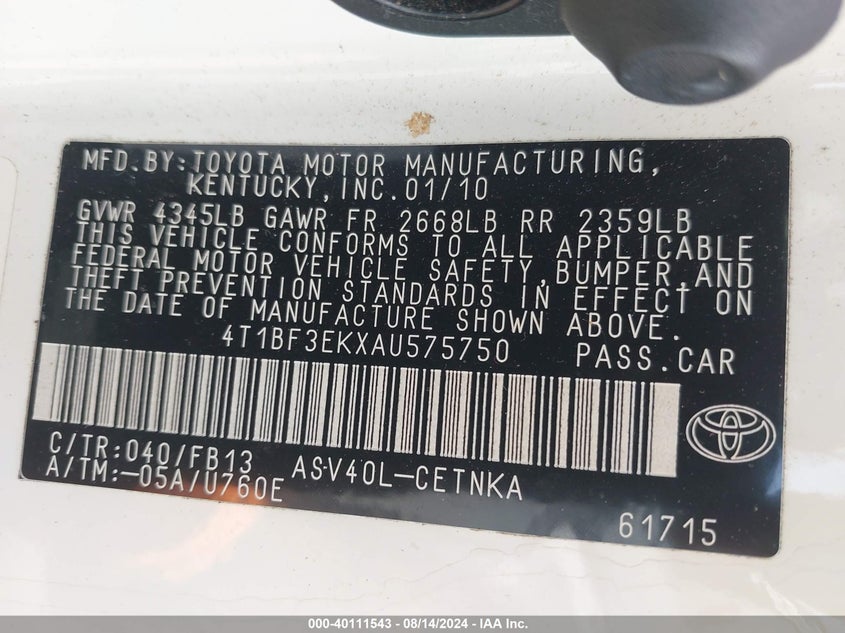 MFD. BY: TOYOTA MOTOR MANUFACTURING,
KENTUCKY, INC. 01/10
GVWR 4345LB GAWR FR 2668LB RR 2359LB
THIS VEHICLE CONFORMS TO ALL APPLICABLE
FEDERAL MOTOR VEHICLE SAFETY, BUMPER, AND
THEFT PREVENTION STANDARDS IN EFFECT ON
THE DATE OF MANUFACTURE SHOWN ABOVE.
4T1BF3EKXAU575750 PASS. CAR
C/TR: 040/FB13 ASV40L-CETNKA
A/TM: -05A/U760E
61715
000-40111543 - 08/14/2024 - IAA Inc.